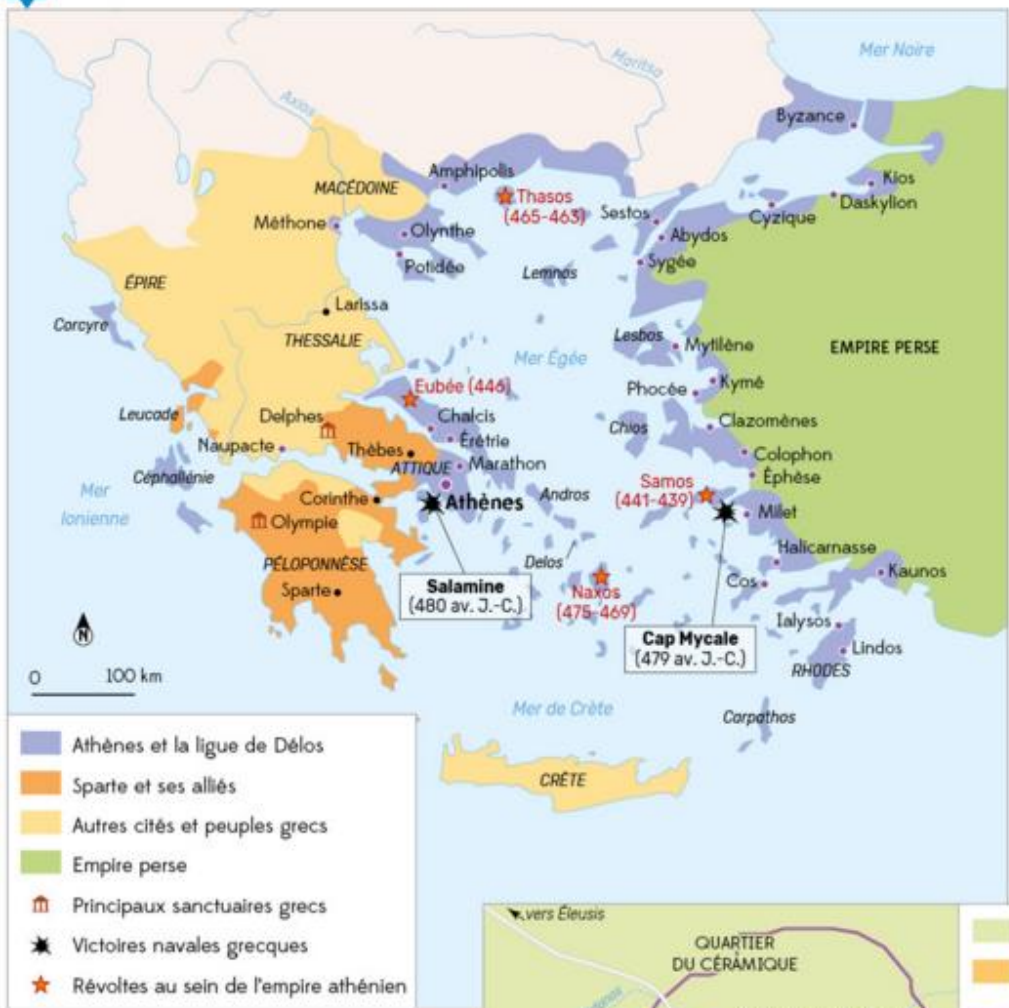 Mer Noire
Maritsa
Axios
Byzance
Amphipolis
MACÉDOINE
Thasos
(465-463)
Kios
Daskylion
Cyzique
Sestos
Méthone
Olynthe
Abydos
Potidée
Sygée
Lemnos
ÉPIRE
Larissa
Corcyre
THESSALIE
Lesbos
Mytilène
EMPIRE PERSE
Mer Égée
Eubée (446)
Phocée
Kymê
Leucade
Delphes
Chalcis
Chios
Clazomènes
Naupacte
Thèbes
Érétrie
Colophon
ATTIQUE
Marathon
Céphallénie
Éphèse
Samos
(441-439)
Mer
Ionienne
Corinthe
Athènes
Andros
Olympie
Milet
Delos
Halicarnasse
PÉLOPONNÈSE
Sparte
Salamine
(480 av. J.-C.)
Naxos
(475-469)
Cos
Kaunos
Cap Mycale
(479 av. J.-C.)
Ialysos
Lindos
RHODES
N
0 100 km
Mer de Crète
Carpathos
CRÊTE
Athènes et la ligue de Délos
Sparte et ses alliés
Autres cités et peuples grecs
Empire perse
Principaux sanctuaires grecs
Victoires navales grecques
Révoltes au sein de l'empire athénien
vers Éleusis
QUARTIER
DU CÉRAMIQUE